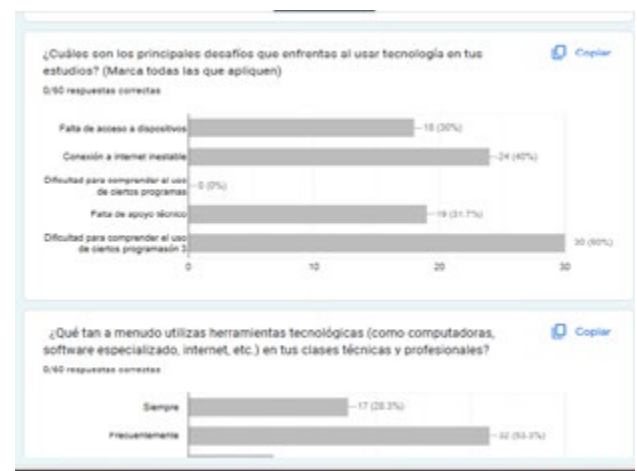 ¿Cuáles son los principales desafíos que enfrentas al usar tecnología en tus
estudios? (Marca todas las que apliquen)
Copiar
0/60 respuestas correctas
Falta de acceso a dispositivos
18 (30%)
Conexión a internet inestable
24 (40%)
Dificultad para comprender el uso
de ciertos programas
0 (0%)
Falta de apoyo técnico
19 (31.7%)
Dificultad para comprender el uso
de ciertos programasón 3
30 (50%)
0 10 20 30
¿Qué tan a menudo utilizas herramientas tecnológicas (como computadoras,
software especializado, internet, etc.) en tus clases técnicas y profesionales?
Copiar
0/60 respuestas correctas
Siempre
17 (28.3%)
Frecuentemente
32 (53.3%)